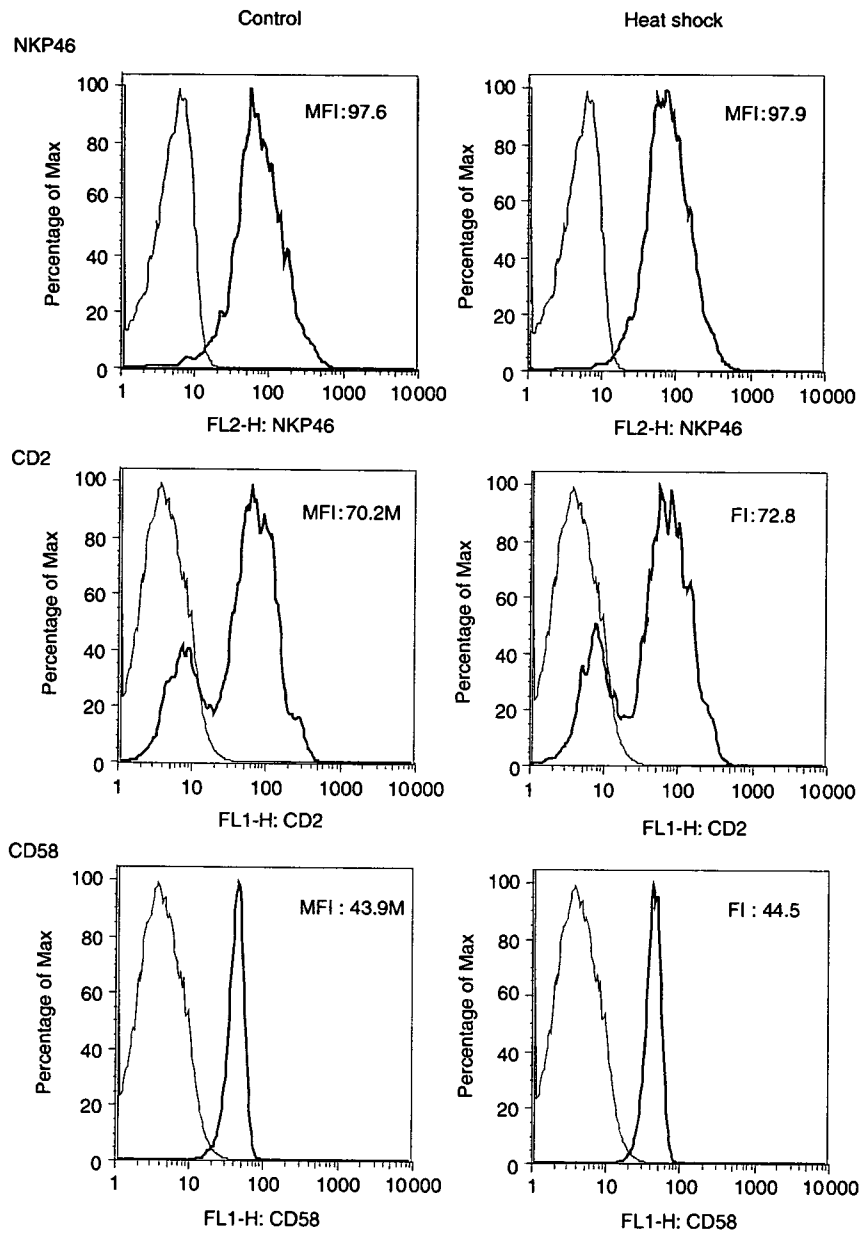 Control
Heat shock
NKP46
Percentage of Max
100
80
60
40
20
0
MFI:97.6
1
10
100
1000
10000
FL2-H: NKP46
Percentage of Max
100
80
60
40
20
0
MFI:97.9
1
10
100
1000
10000
FL2-H: NKP46
CD2
Percentage of Max
100
80
60
40
20
0
MFI:70.2M
1
10
100
1000
10000
FL1-H: CD2
Percentage of Max
100
80
60
40
20
0
FI:72.8
1
10
100
1000
10000
FL1-H: CD2
CD58
Percentage of Max
100
80
60
40
20
0
MFI : 43.9M
1
10
100
1000
10000
FL1-H: CD58
Percentage of Max
100
80
60
40
20
0
FI : 44.5
1
10
100
1000
10000
FL1-H: CD58